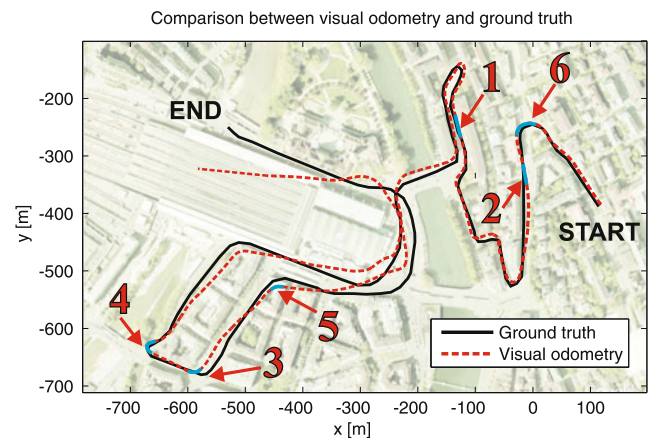 Comparison between visual odometry and ground truth
1
6
END
-200
-300
2
START
-400
y [m]
-500
4
5
3
-600
-700
Ground truth
Visual odometry
-700 -600 -500 -400 -300 -200 -100 0 100
x [m]